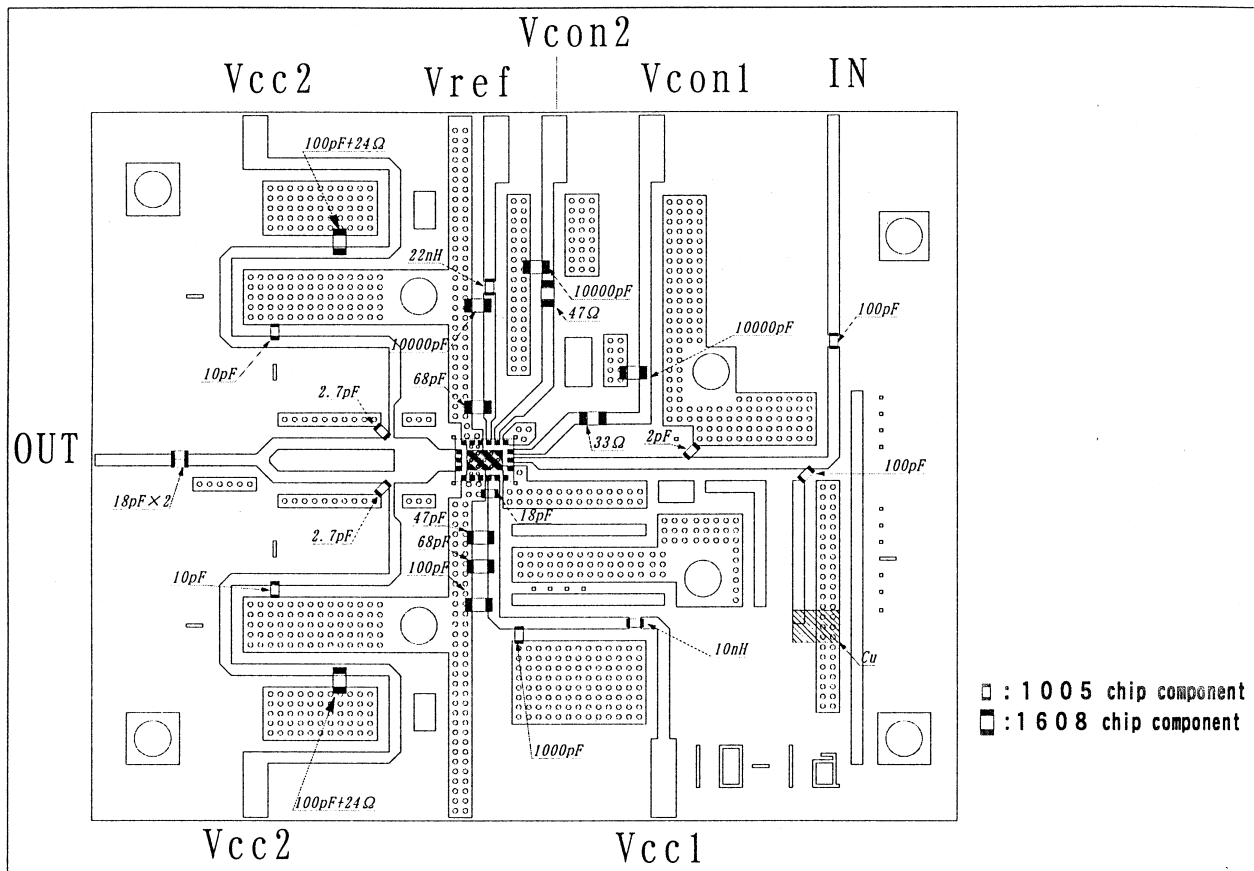 Vcon2
Vcc2
Vref
Vcon1
IN
100pF+24Ω
22nH
10000pF
47Ω
10000pF
100pF
10000pF
10pF
68pF
2.7pF
33Ω
2pF
OUT
100pF
18pF×2
18pF
2.7pF
47pF
68pF
100pF
10pF
10nH
Cu
□:1005 chip component
:1608 chip component
1000pF
100pF+24Ω
Vcc2
Vcc1